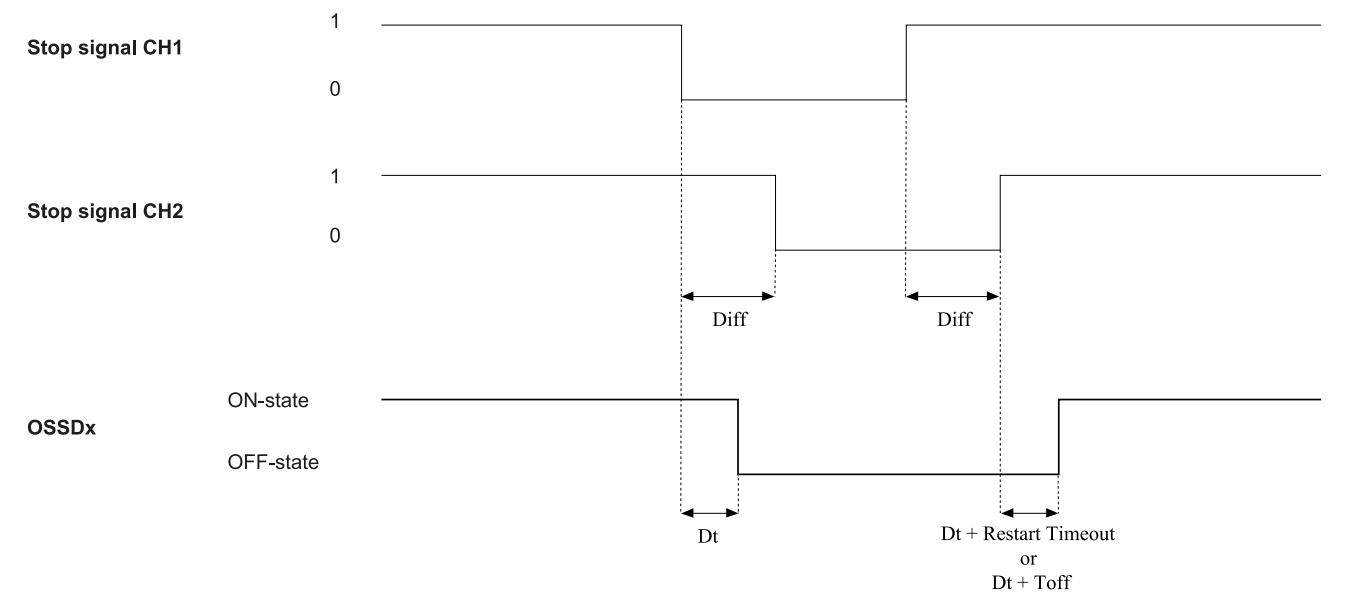 1
Stop signal CH1
0
1
Stop signal CH2
0
Diff
Diff
ON-state
OSSDx
OFF-state
Dt
Dt + Restart Timeout
or
Dt + Toff